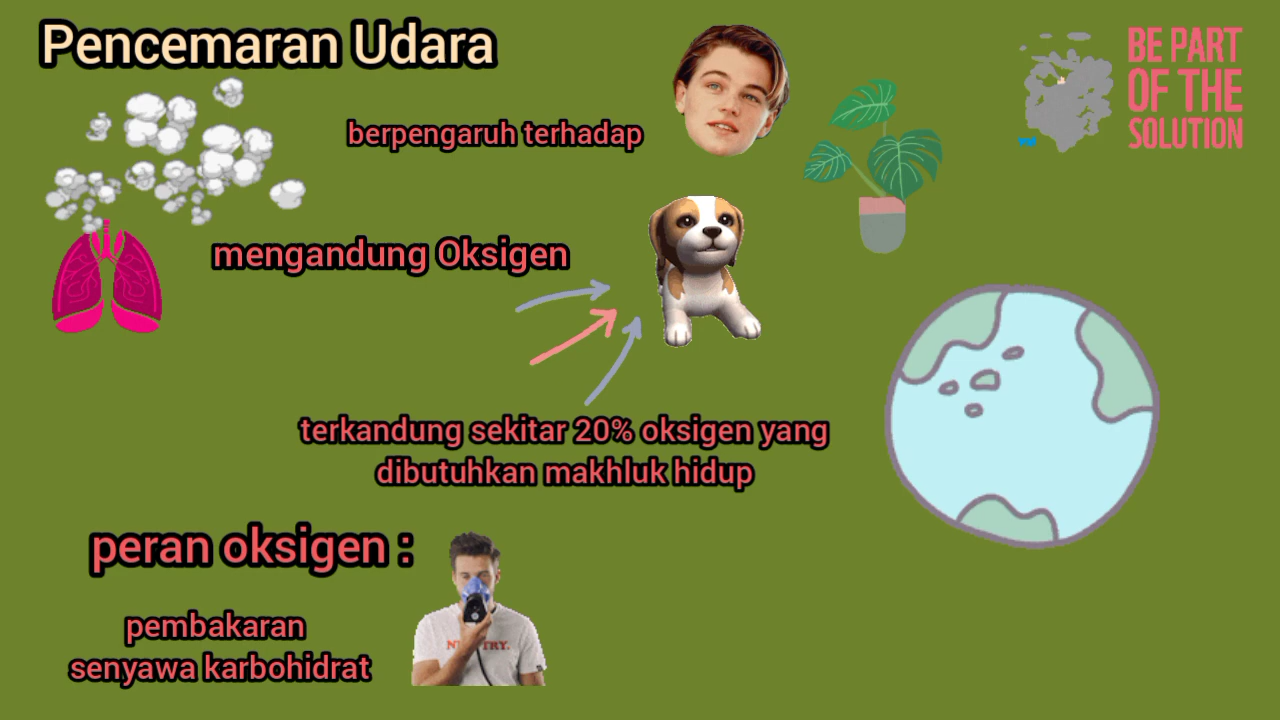 Pencemaran Udara
BE PART
OF THE
SOLUTION
berpengaruh terhadap
mengandung Oksigen
terkandung sekitar 20% oksigen yang
dibutuhkan makhluk hidup
peran oksigen :
pembakaran
senyawa karbohidrat